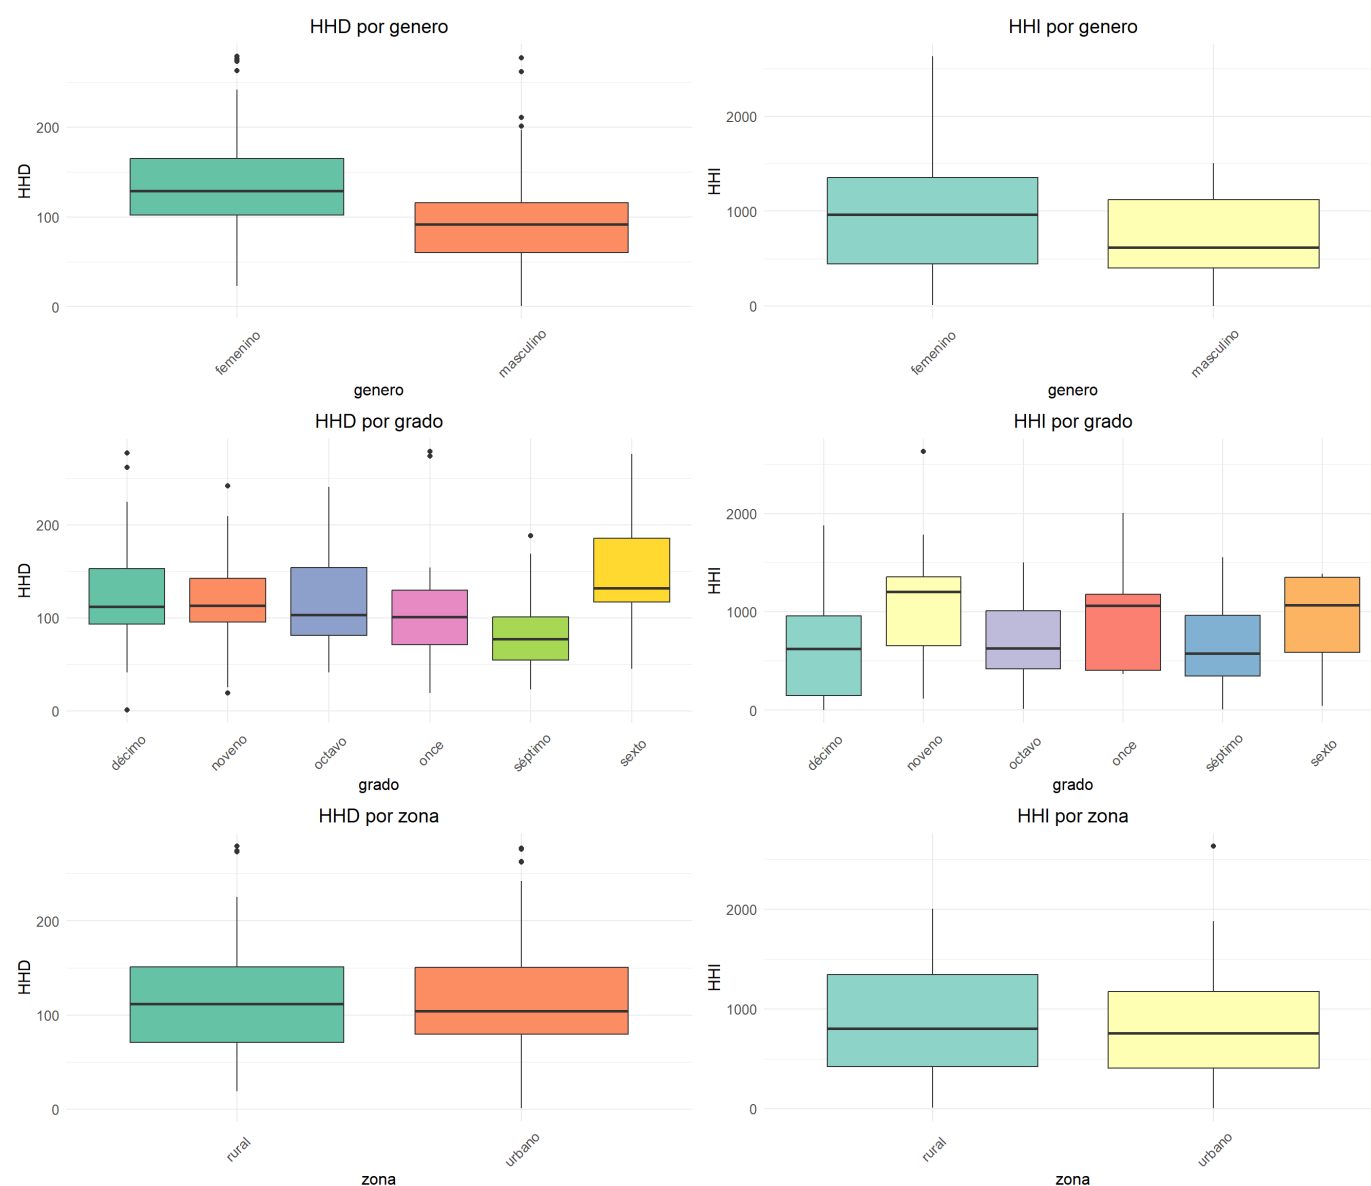 HHD por genero
HHD
200
100
0
femenino
masculino
genero
HHI por genero
HHI
2000
1000
0
femenino
masculino
genero
HHD por grado
HHD
200
100
0
décimo
noveno
octavo
once
séptimo
sexto
grado
HHI por grado
HHI
2000
1000
0
décimo
noveno
octavo
once
séptimo
sexto
grado
HHD por zona
HHD
200
100
0
rural
urbano
zona
HHI por zona
HHI
2000
1000
0
rural
urbano
zona